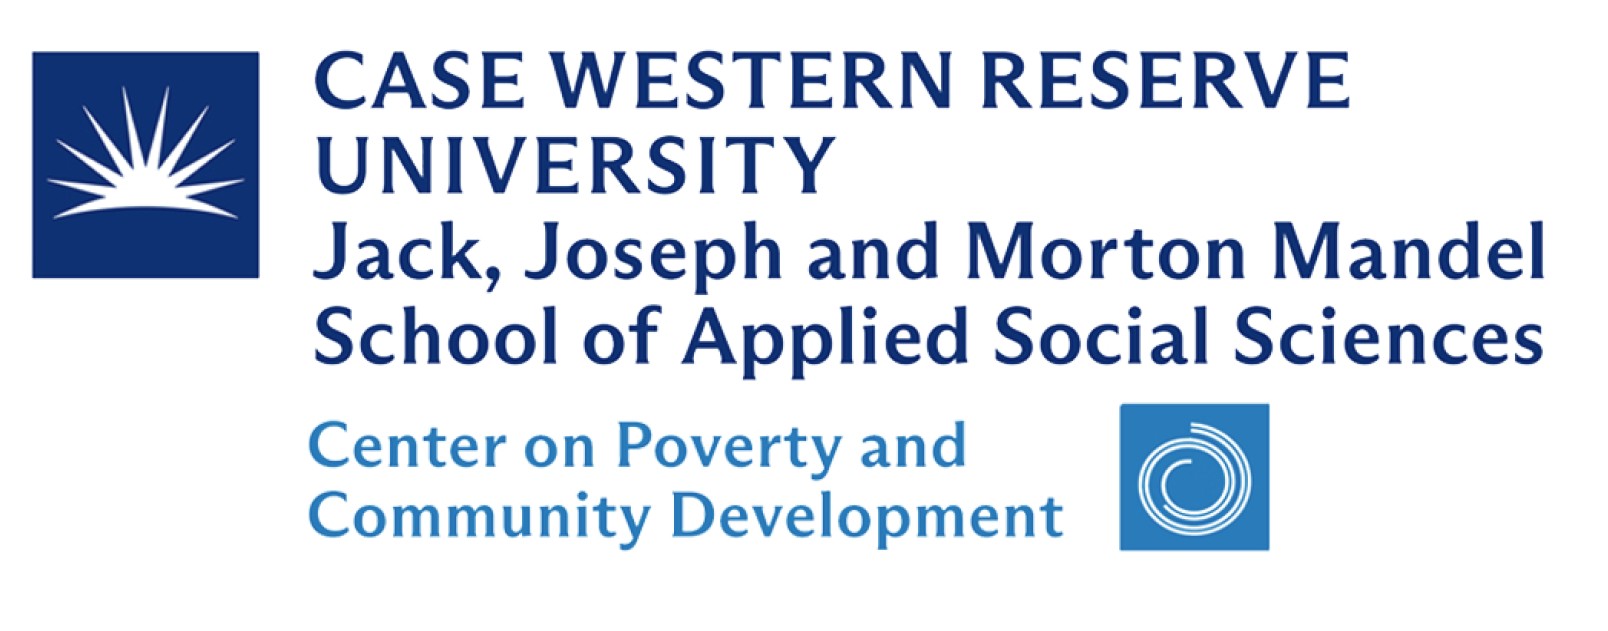 CASE WESTERN RESERVE
UNIVERSITY
Jack, Joseph and Morton Mandel
School of Applied Social Sciences
Center on Poverty and
Community Development